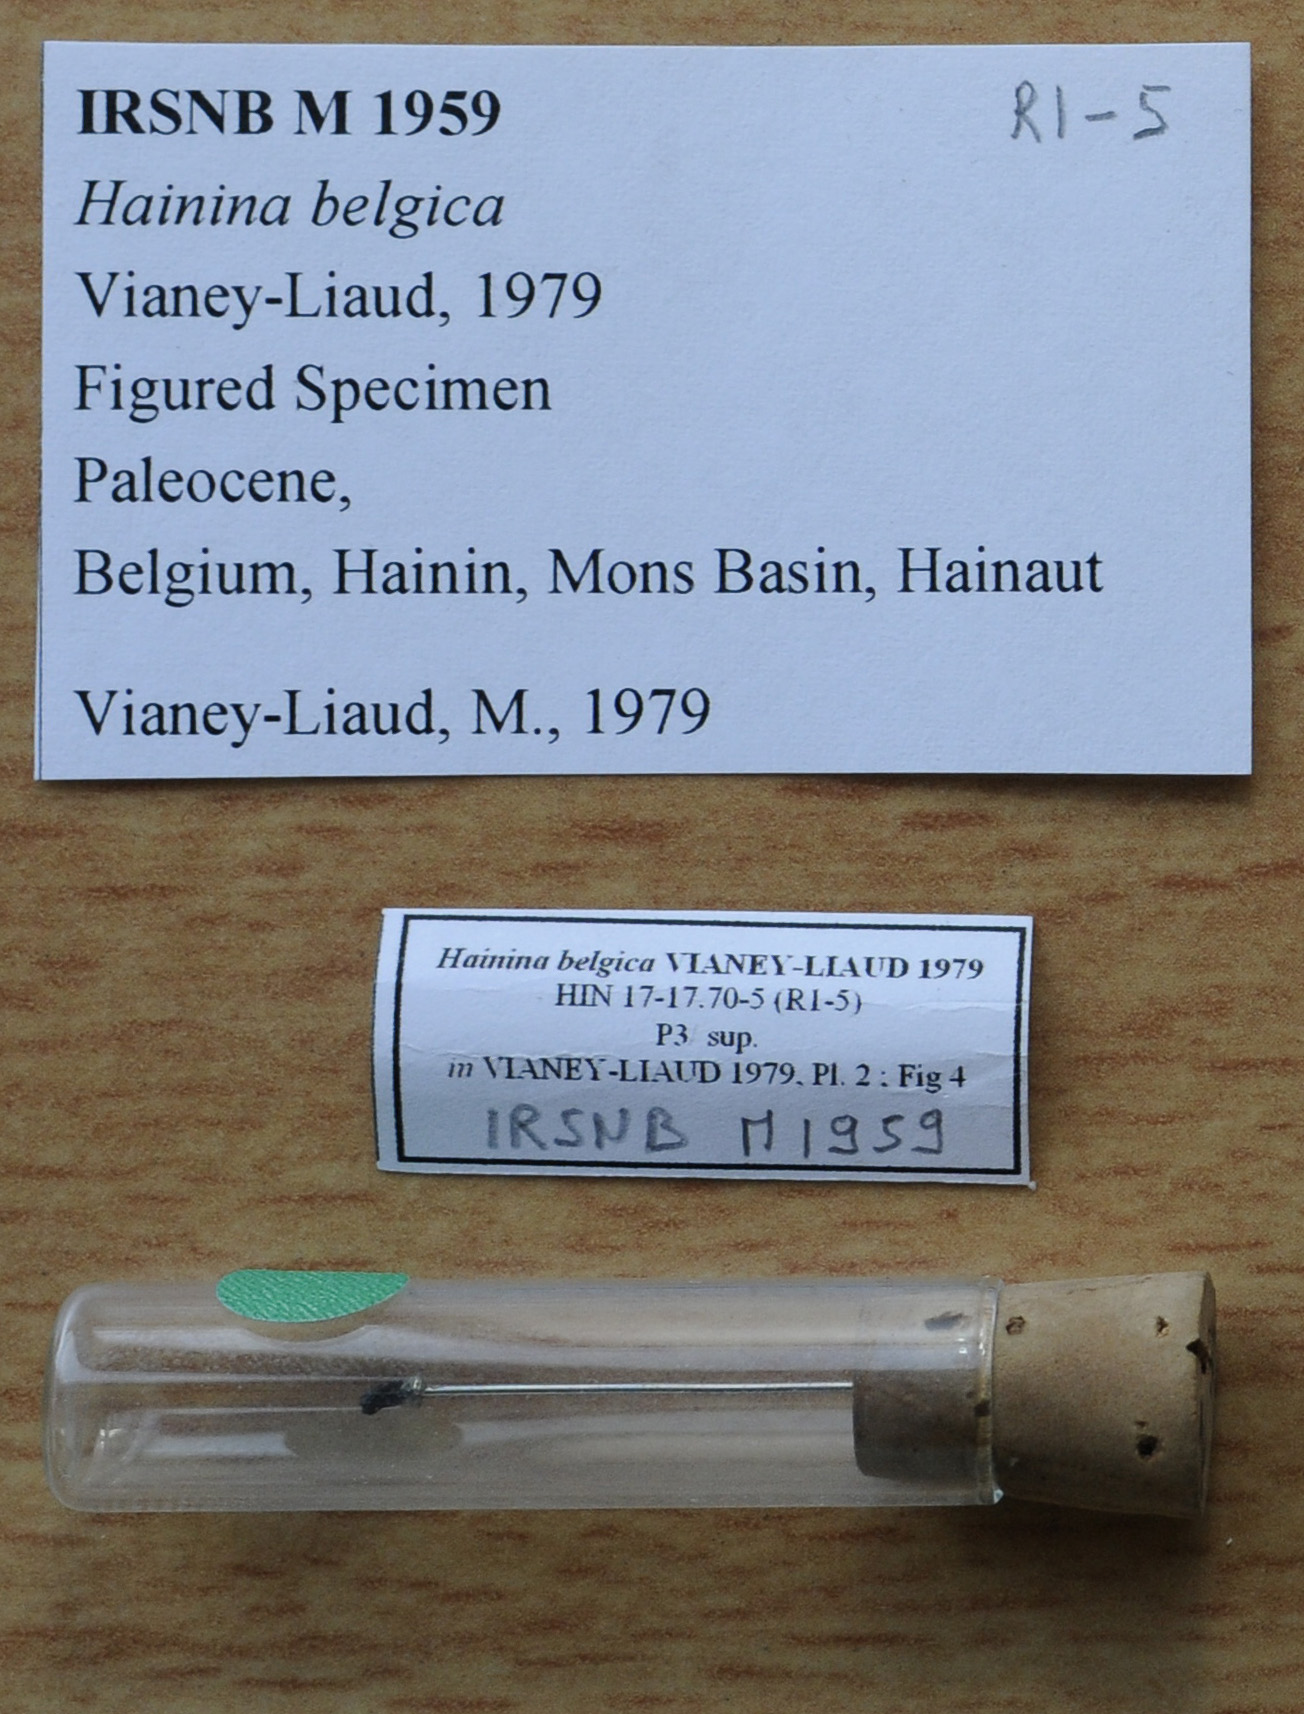 IRSNB M 1959 R1-5
Hainina belgica
Vianey-Liaud, 1979
Figured Specimen
Paleocene,
Belgium, Hainin, Mons Basin, Hainaut
Vianey-Liaud, M., 1979
Hainina belgica VIANEY-LIAUD 1979
HIN 17-17.70-5 (R1-5)
P3 sup.
in VIANEY-LIAUD 1979, Pl. 2 ; Fig 4
IRSNB M1959